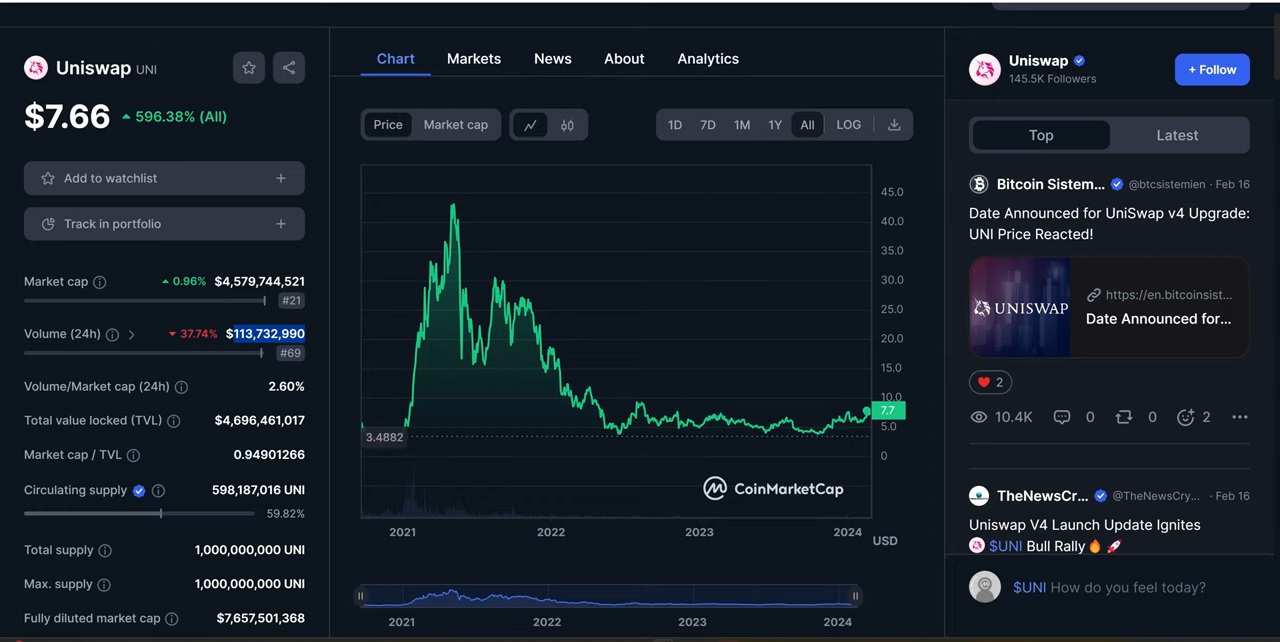 Uniswap UNI
$7.66 596.38% (All)
Add to watchlist
Track in portfolio
Market cap 0.96% $4,579,744,521
#21
Volume (24h) 37.74% $113,732,990
#69
Volume/Market cap (24h) 2.60%
Total value locked (TVL) $4,696,461,017
Market cap / TVL 0.94901266
Circulating supply 598,187,016 UNI
59.82%
Total supply 1,000,000,000 UNI
Max. supply 1,000,000,000 UNI
Fully diluted market cap $7,657,501,368
Chart Markets News About Analytics
Price Market cap 1D 7D 1M 1Y All LOG
45.0
40.0
35.0
30.0
25.0
20.0
15.0
10.0
7.7
5.0
3.4882
0
CoinMarketCap
2021 2022 2023 2024
USD
2021 2022 2023 2024
Uniswap
145.5K Followers
+ Follow
Top Latest
Bitcoin Sistem... @btcsistemien · Feb 16
Date Announced for UniSwap v4 Upgrade:
UNI Price Reacted!
UNISWAP
https://en.bitcoinsist...
Date Announced for...
2
10.4K 0 0 2
TheNewsCr... @TheNewsCry... · Feb 16
Uniswap V4 Launch Update Ignites
$UNI Bull Rally🔥 🚀
$UNI How do you feel today?